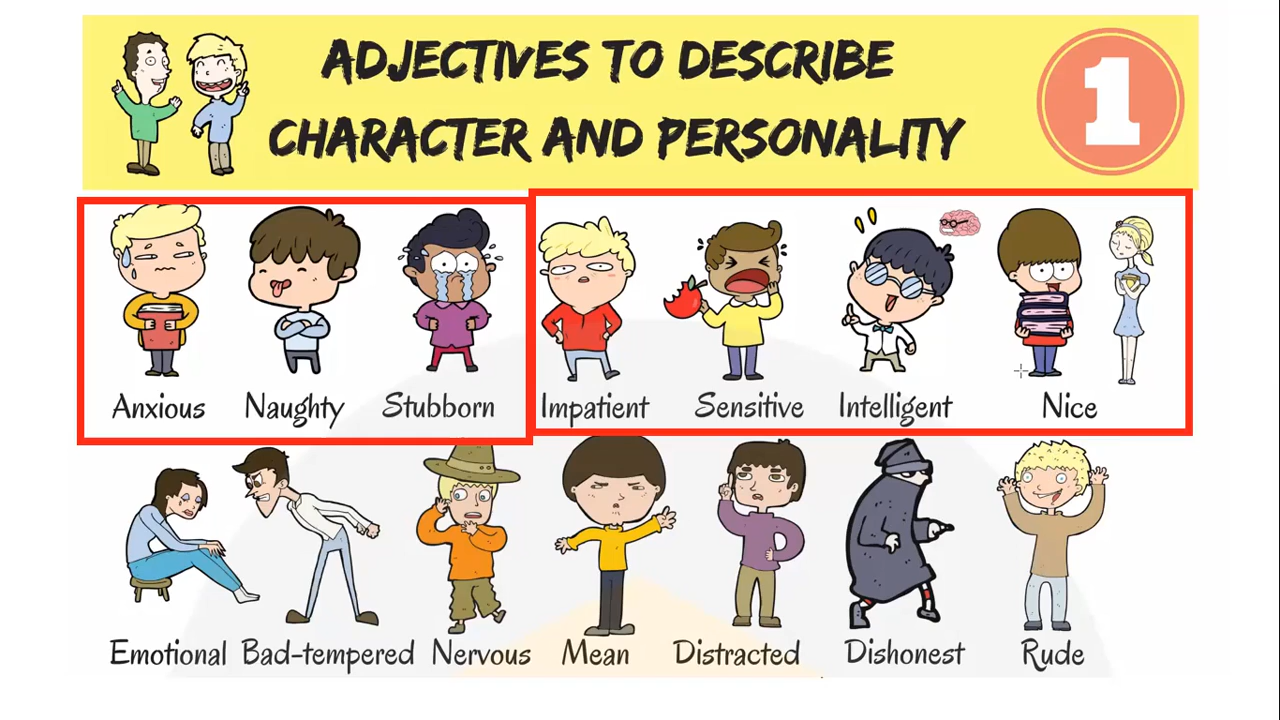 ADJECTIVES TO DESCRIBE
CHARACTER AND PERSONALITY
1
Anxious Naughty Stubborn Impatient Sensitive Intelligent Nice
Emotional Bad-tempered Nervous Mean Distracted Dishonest Rude